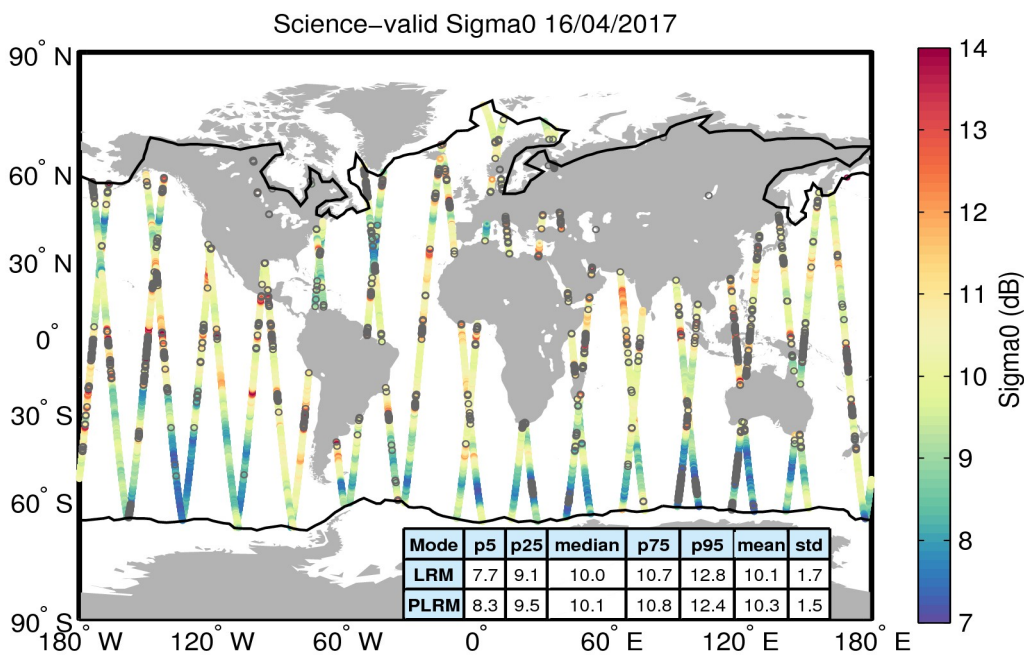 Science−valid Sigma0 16/04/2017
90° N
60° N
30° N
0°
30° S
60° S
90° S
180° W 120° W 60° W 0° 60° E 120° E 180° E
14
13
12
11
10
9
8
7
Sigma0 (dB)
Mode p5 p25 median p75 p95 mean std
LRM 7.7 9.1 10.0 10.7 12.8 10.1 1.7
PLRM 8.3 9.5 10.1 10.8 12.4 10.3 1.5